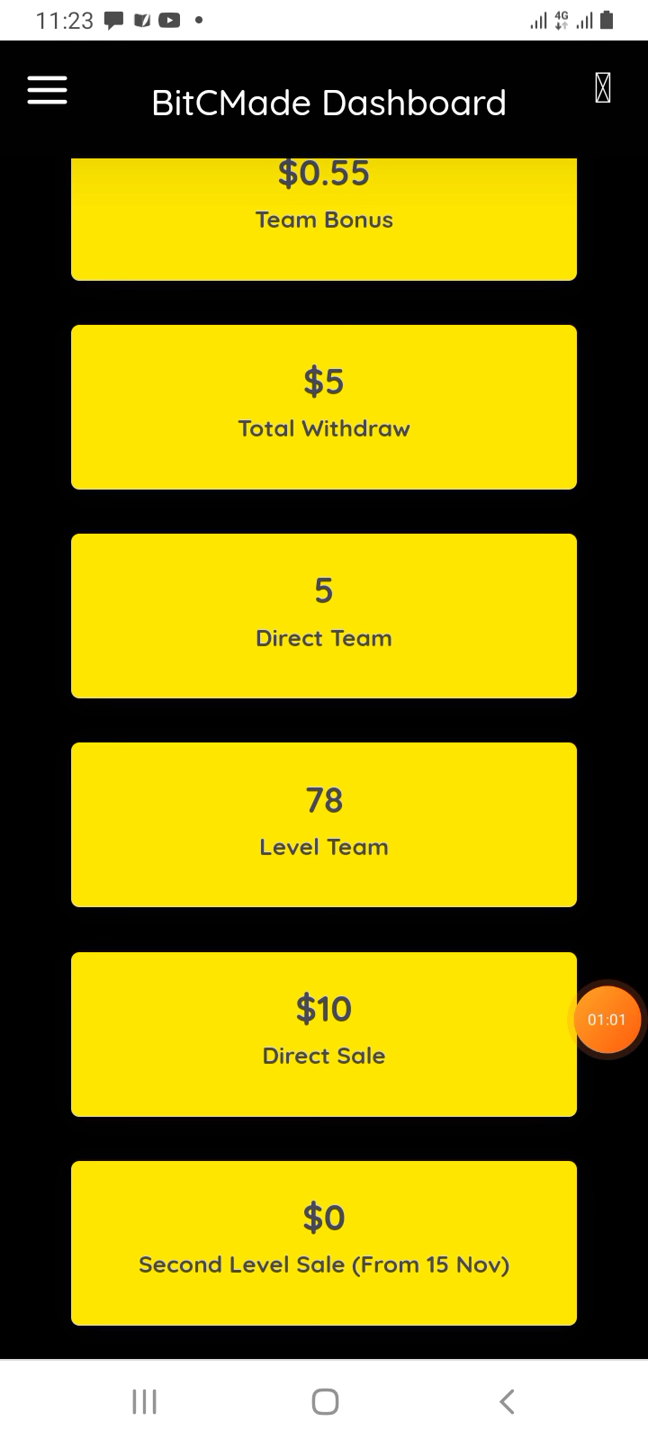 11:23
4G
BitCMade Dashboard
$0.55
Team Bonus
$5
Total Withdraw
5
Direct Team
78
Level Team
$10
Direct Sale
01:01
$0
Second Level Sale (From 15 Nov)